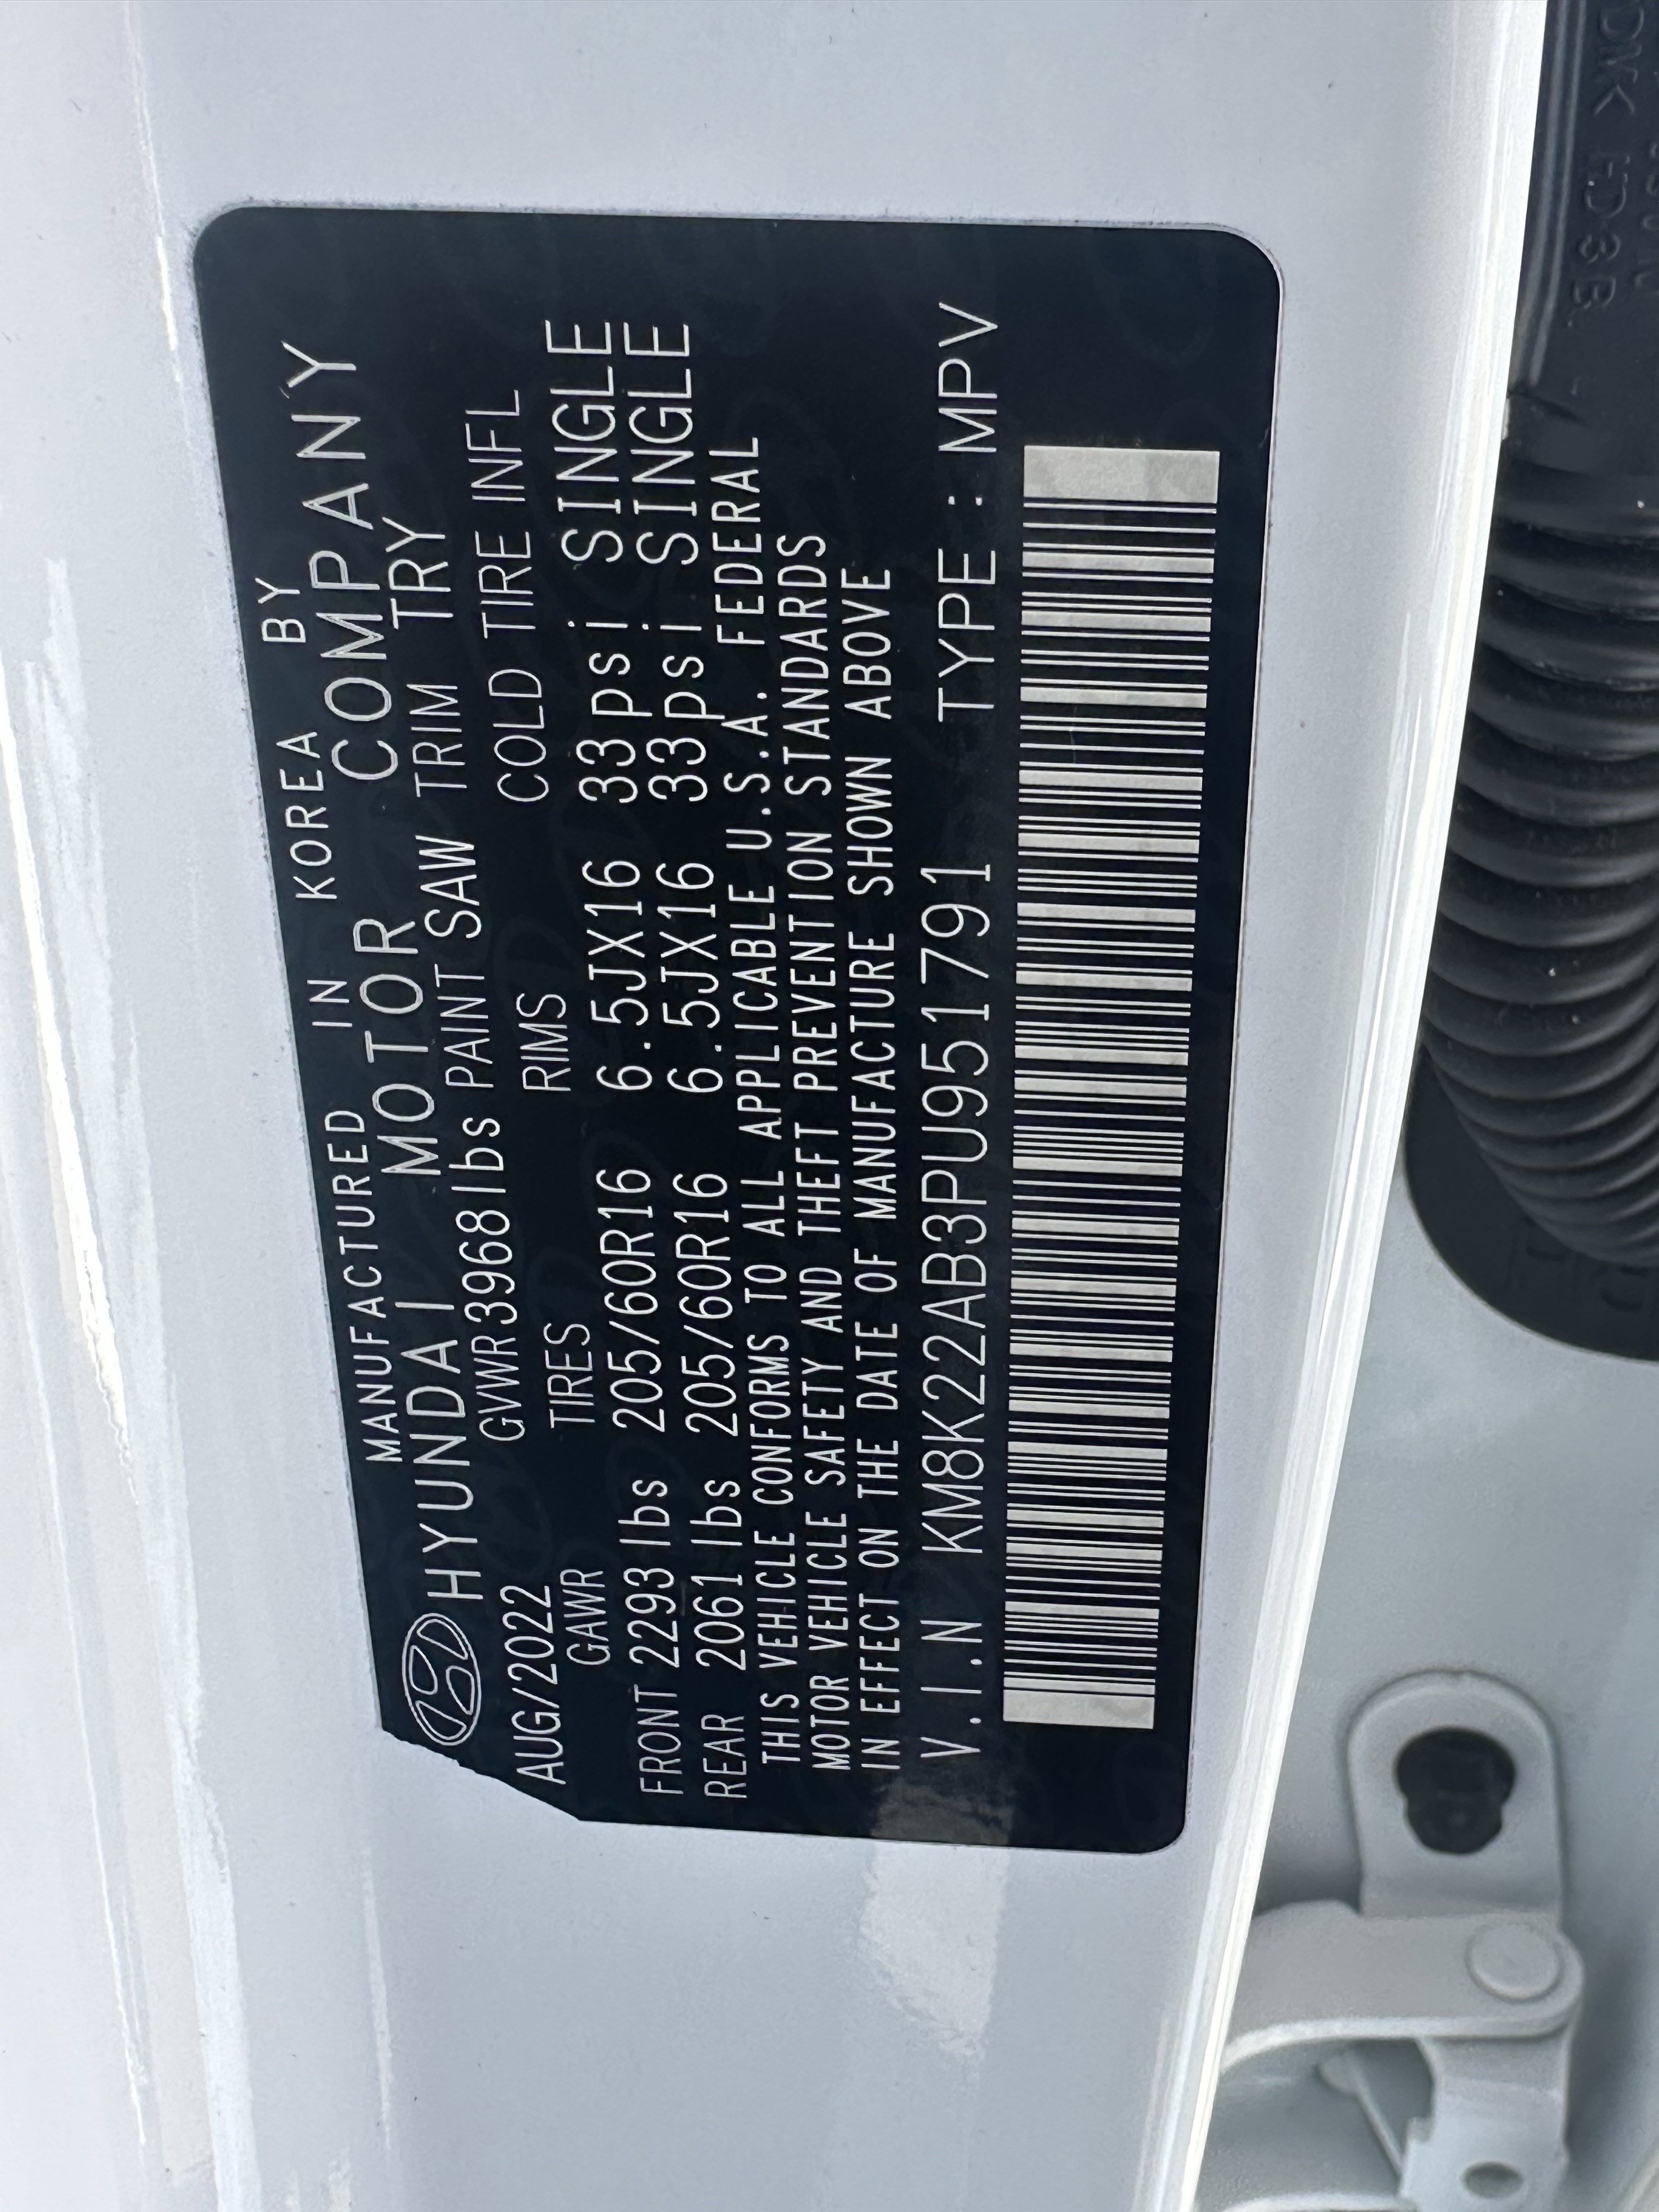 MANUFACTURED IN KOREA BY
HYUNDAI MOTOR COMPANY
AUG/2022 GVWR3968lbs PAINT SAW TRIM TRY
GAWR TIRES RIMS COLD TIRE INFL
FRONT 2293 lbs 205/60R16 6.5JX16 33psi SINGLE
REAR 2061 lbs 205/60R16 6.5JX16 33psi SINGLE
THIS VEHICLE CONFORMS TO ALL APPLICABLE U.S.A. FEDERAL
MOTOR VEHICLE SAFETY AND THEFT PREVENTION STANDARDS
IN EFFECT ON THE DATE OF MANUFACTURE SHOWN ABOVE
V.I.N KM8K22AB3PU951791 TYPE : MPV
HD3B